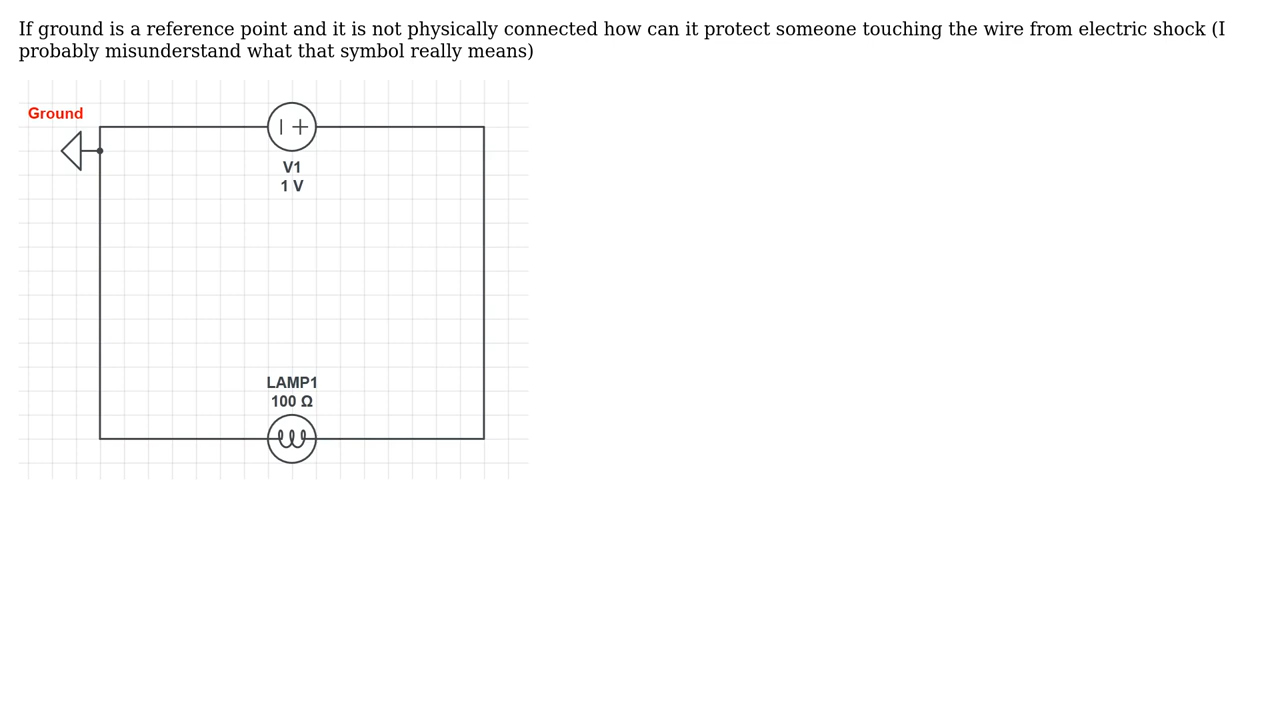 If ground is a reference point and it is not physically connected how can it protect someone touching the wire from electric shock (I
probably misunderstand what that symbol really means)
Ground
V1
1 V
LAMP1
100 Ω